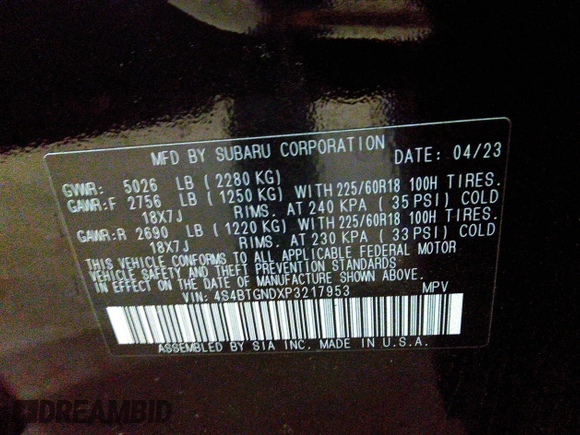 MFD BY SUBARU CORPORATION DATE: 04/23
GVWR: 5026 LB ( 2280 KG)
GAWR:F 2756 LB ( 1250 KG) WITH 225/60R18 100H TIRES.
18X7J RIMS. AT 240 KPA ( 35 PSI) COLD
GAWR:R 2690 LB ( 1220 KG) WITH 225/60R18 100H TIRES.
18X7J RIMS. AT 230 KPA ( 33 PSI) COLD
THIS VEHICLE CONFORMS TO ALL APPLICABLE FEDERAL MOTOR
VEHICLE SAFETY AND THEFT PREVENTION STANDARDS
IN EFFECT ON THE DATE OF MANUFACTURE SHOWN ABOVE.
VIN: 4S4BTGNDXP3217953 MPV
ASSEMBLED BY SIA INC, MADE IN U.S.A.
DREAMBID